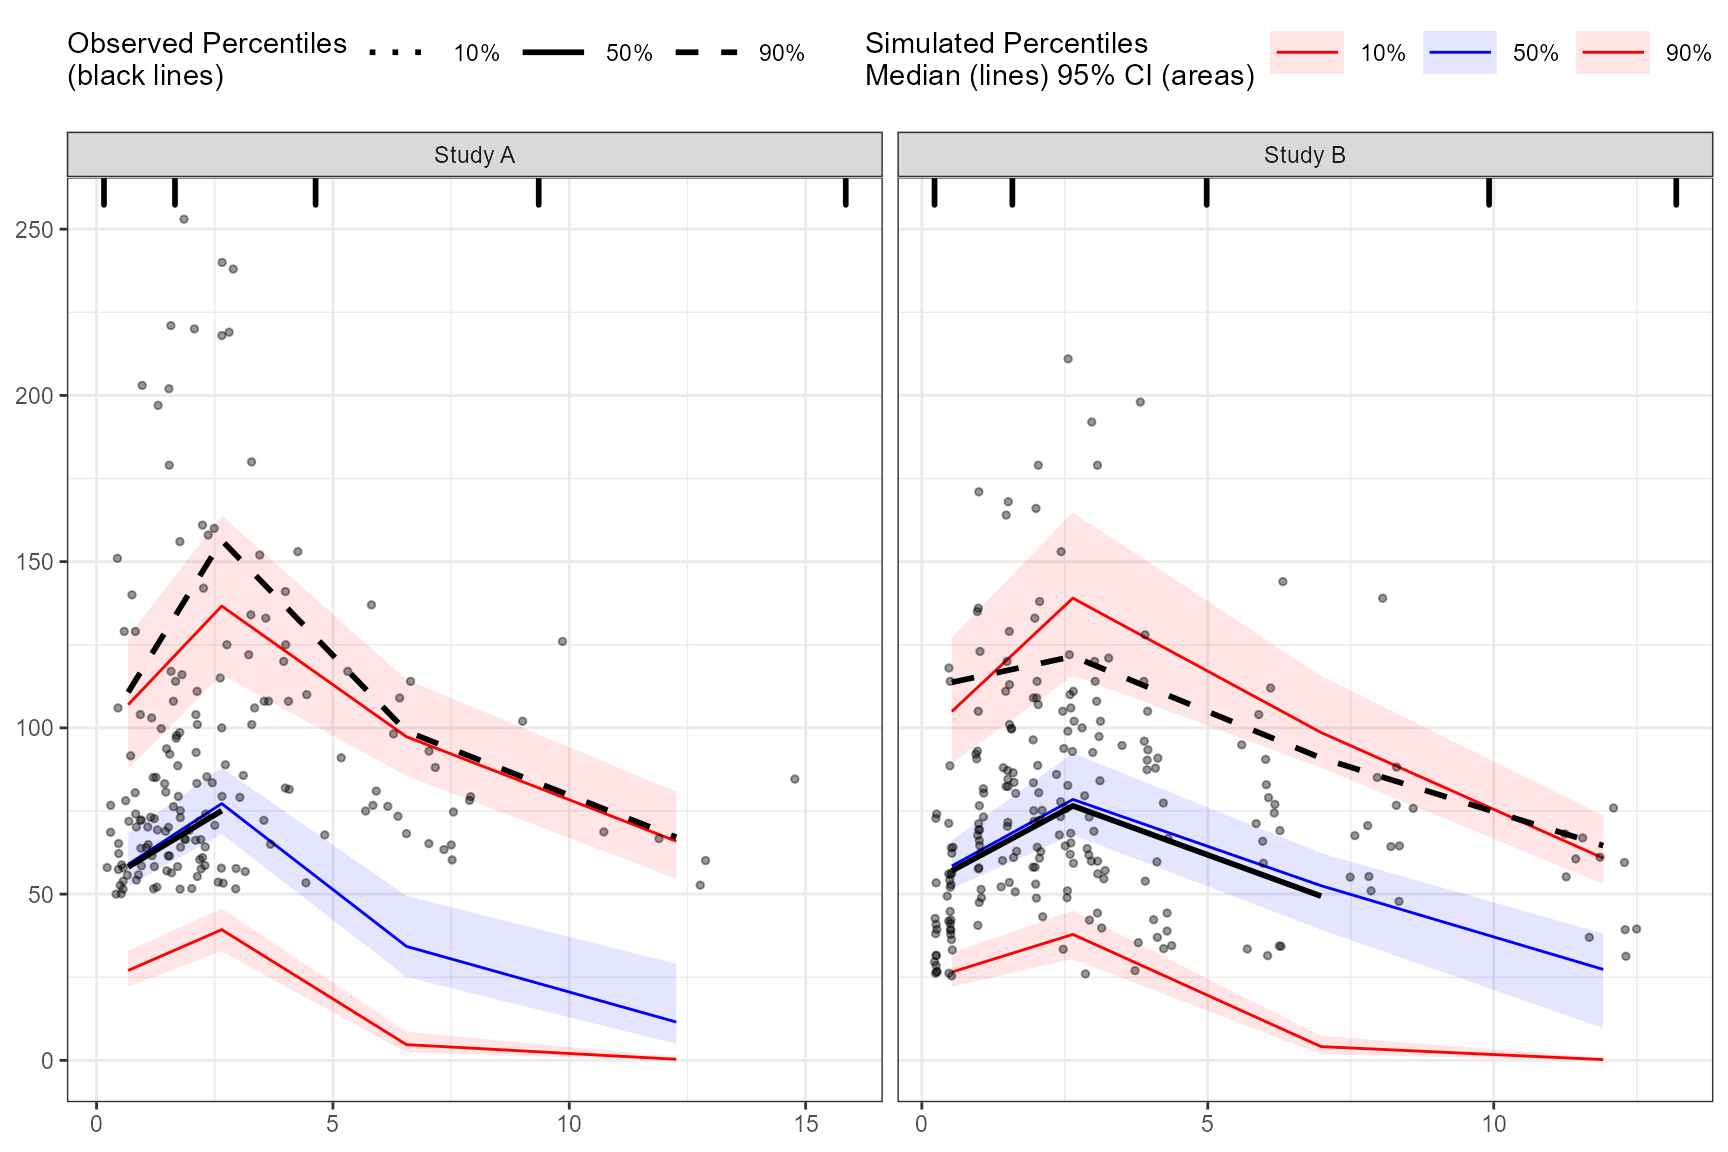 Observed Percentiles
(black lines)
10% 50% 90%
Simulated Percentiles
Median (lines) 95% CI (areas)
10% 50% 90%
Study A
Study B
250
200
150
100
50
0
0 5 10 15
0 5 10